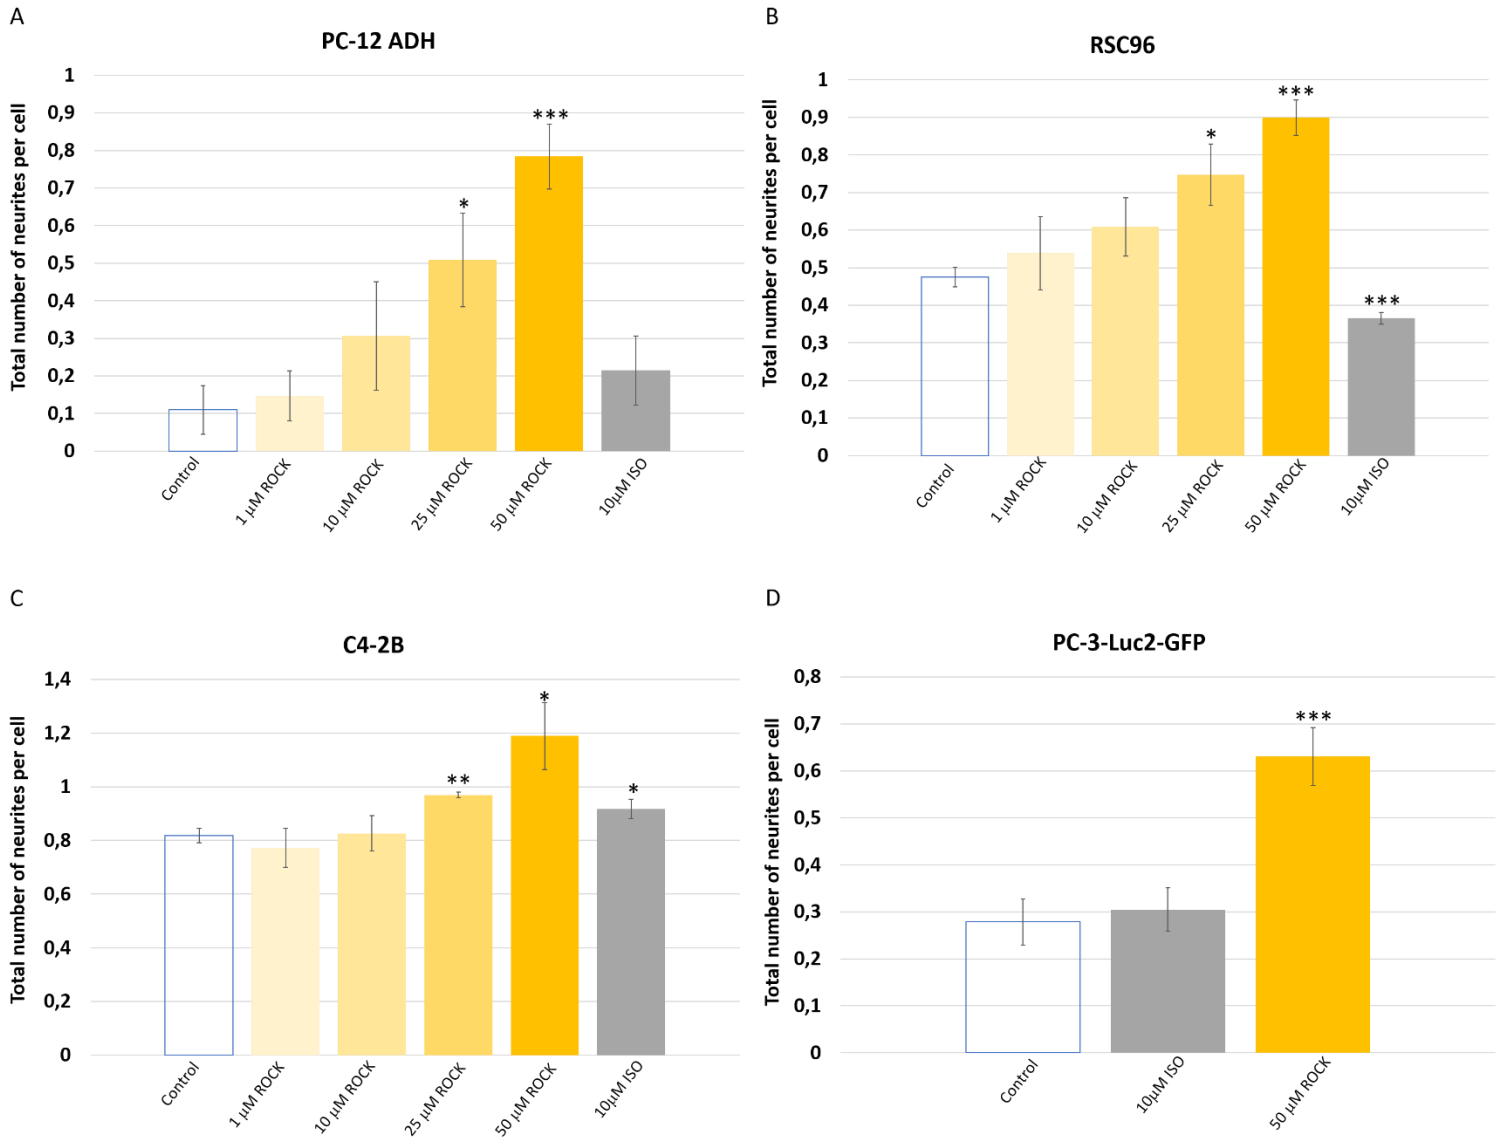 A
PC-12 ADH
Total number of neurites per cell
1
0,9
0,8
0,7
0,6
0,5
0,4
0,3
0,2
0,1
0
*
***
Control
1 µM ROCK
10 µM ROCK
25 µM ROCK
50 µM ROCK
10µM ISO
B
RSC96
Total number of neurites per cell
1
0,9
0,8
0,7
0,6
0,5
0,4
0,3
0,2
0,1
0
*
***
***
Control
1 µM ROCK
10 µM ROCK
25 µM ROCK
50 µM ROCK
10µM ISO
C
C4-2B
Total number of neurites per cell
1,4
1,2
1
0,8
0,6
0,4
0,2
0
**
*
*
Control
1 µM ROCK
10 µM ROCK
25 µM ROCK
50 µM ROCK
10µM ISO
D
PC-3-Luc2-GFP
Total number of neurites per cell
0,8
0,7
0,6
0,5
0,4
0,3
0,2
0,1
0
***
Control
10µM ISO
50 µM ROCK